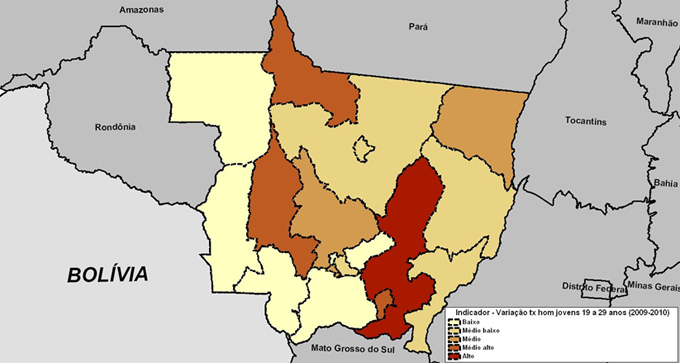 Amazonas
Pará
Maranhão
Rondônia
Tocantins
Bahia
BOLÍVIA
Distrito Federal
Minas Gerais
Mato Grosso do Sul
Indicador - Variação tx hom jovens 19 a 29 anos (2009-2010)
Baixo
Médio baixo
Médio
Médio alto
Alto